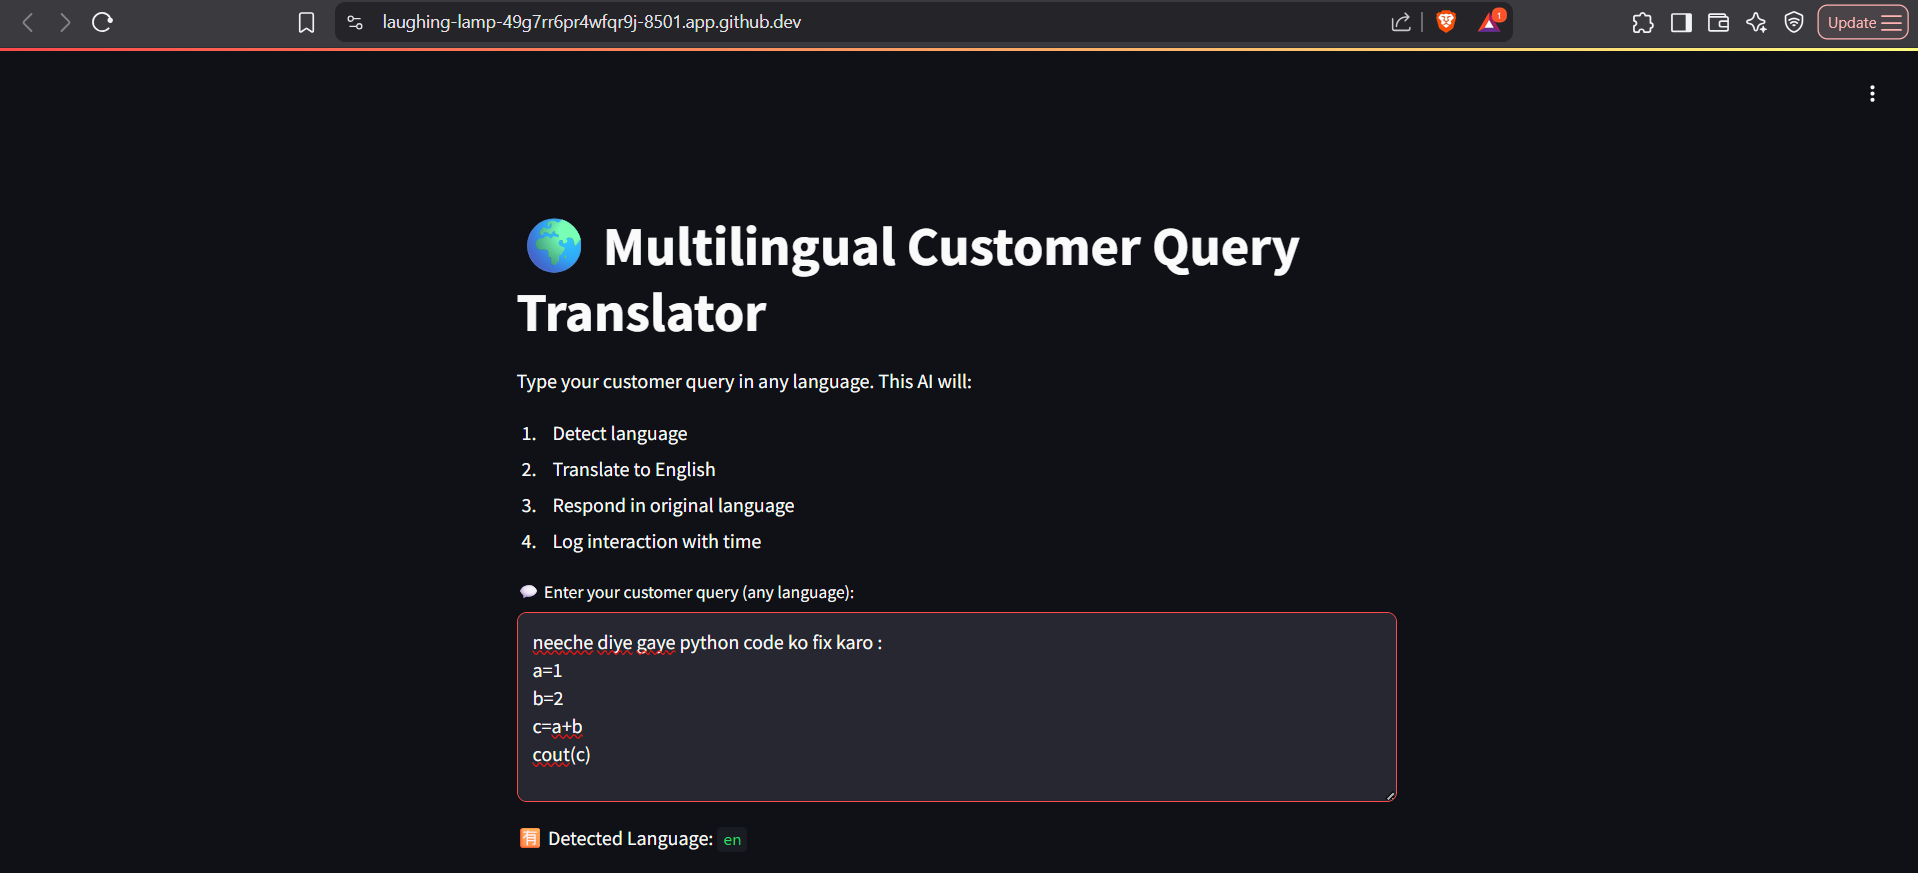 laughing-lamp-49g7rr6pr4wfqr9j-8501.app.github.dev
1
Update
🌍 Multilingual Customer Query
Translator
Type your customer query in any language. This AI will:
1. Detect language
2. Translate to English
3. Respond in original language
4. Log interaction with time
💬 Enter your customer query (any language):
neeche diye gaye python code ko fix karo :
a=1
b=2
c=a+b
cout(c)
🈶 Detected Language: en